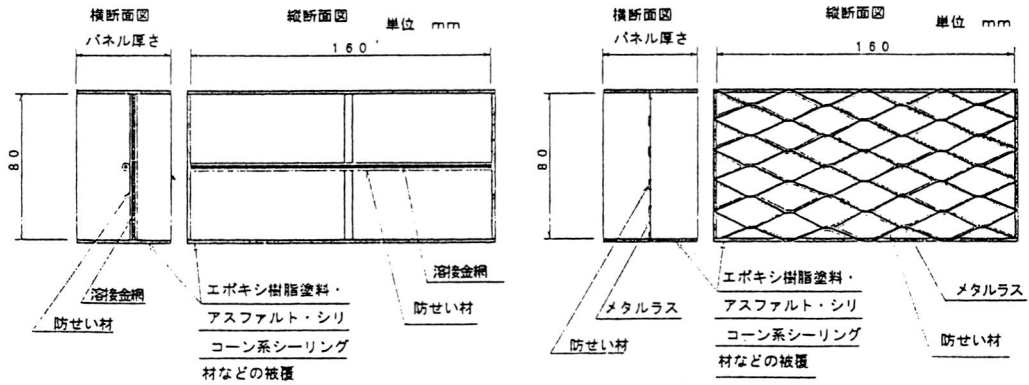 横断面図
パネル厚さ
縦断面図
単位 mm
160
80
溶接金網
防せい材
エポキシ樹脂塗料・
アスファルト・シリ
コーン系シーリング
材などの被覆
溶接金網
防せい材
横断面図
パネル厚さ
縦断面図
単位 mm
160
80
メタルラス
防せい材
エポキシ樹脂塗料・
アスファルト・シリ
コーン系シーリング
材などの被覆
メタルラス
防せい材